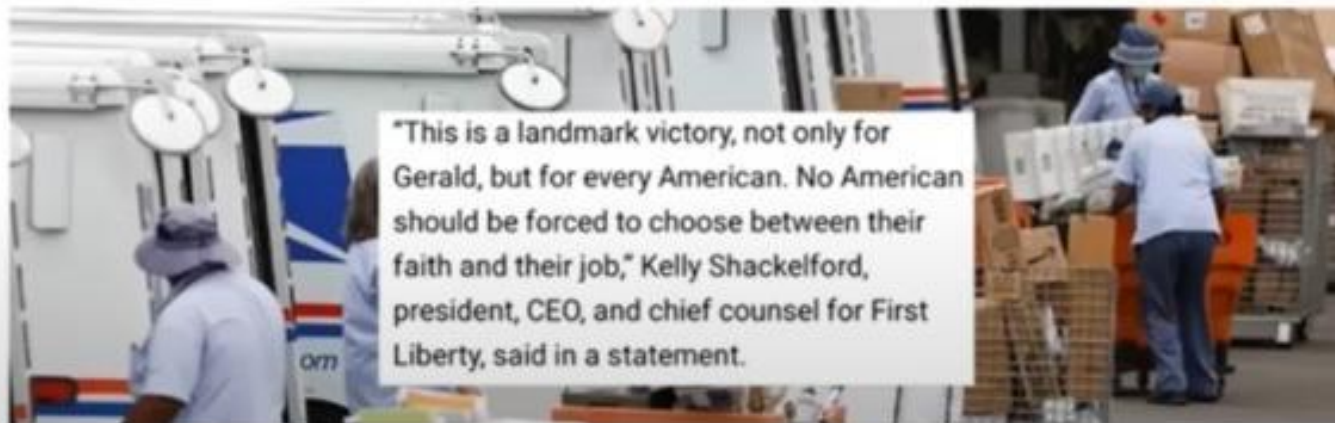 "This is a landmark victory, not only for
Gerald, but for every American. No American
should be forced to choose between their
faith and their job," Kelly Shackelford,
president, CEO, and chief counsel for First
Liberty, said in a statement.
om